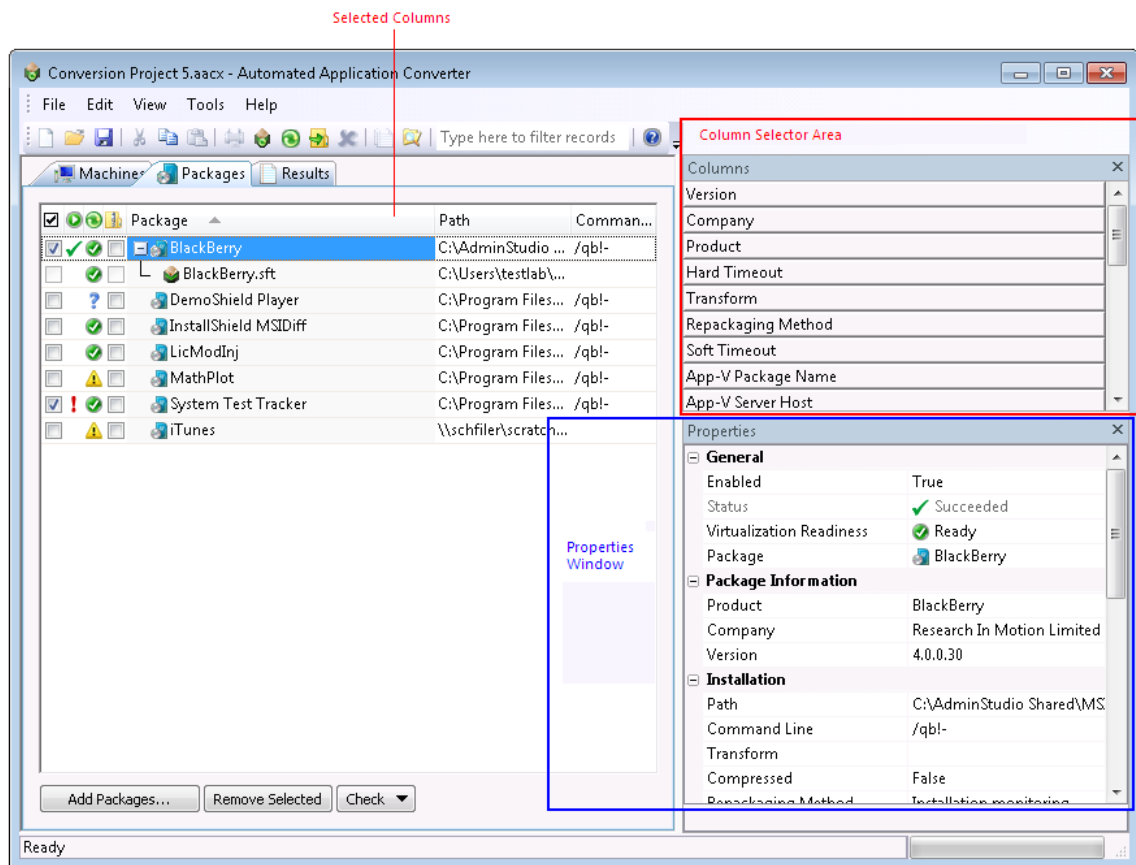 Selected Columns
Conversion Project 5.aacx - Automated Application Converter
File Edit View Tools Help
Type here to filter records
Column Selector Area
Machines Packages Results
Package Path Comman...
BlackBerry C:\AdminStudio ... /qb!-
BlackBerry.sft C:\Users\testlab\...
DemoShield Player C:\Program Files... /qb!-
InstallShield MSIDiff C:\Program Files... /qb!-
LicModInj C:\Program Files... /qb!-
MathPlot C:\Program Files... /qb!-
System Test Tracker C:\Program Files... /qb!-
iTunes \\schfiler\scratch...
Columns
Version
Company
Product
Hard Timeout
Transform
Repackaging Method
Soft Timeout
App-V Package Name
App-V Server Host
Properties Window
Properties
General
Enabled True
Status Succeeded
Virtualization Readiness Ready
Package BlackBerry
Package Information
Product BlackBerry
Company Research In Motion Limited
Version 4.0.0.30
Installation
Path C:\AdminStudio Shared\MS
Command Line /qb!-
Transform
Compressed False
Repackaging Method Installation monitoring
Add Packages... Remove Selected Check
Ready